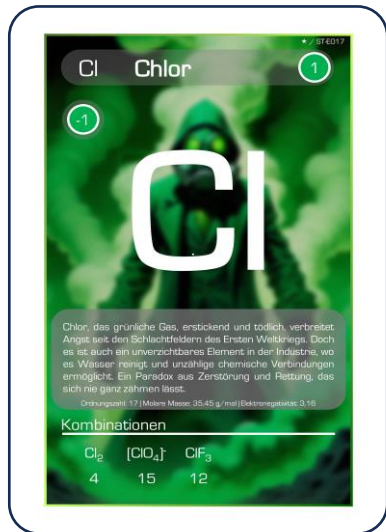 ★ / ST-E017
Cl Chlor 1
-1
Cl
Chlor, das grünliche Gas, erstickend und tödlich, verbreitet
Angst seit den Schlachtfeldern des Ersten Weltkriegs. Doch
es ist auch ein unverzichtbares Element in der Industrie, wo
es Wasser reinigt und unzählige chemische Verbindungen
ermöglicht. Ein Paradox aus Zerstörung und Rettung, das
sich nie ganz zähmen lässt.
Ordnungszahl: 17 | Molare Masse: 35,45 g/mol | Elektronegativität: 3,16
Kombinationen
Cl₂ [ClO₄]⁻ ClF₃
4 15 12